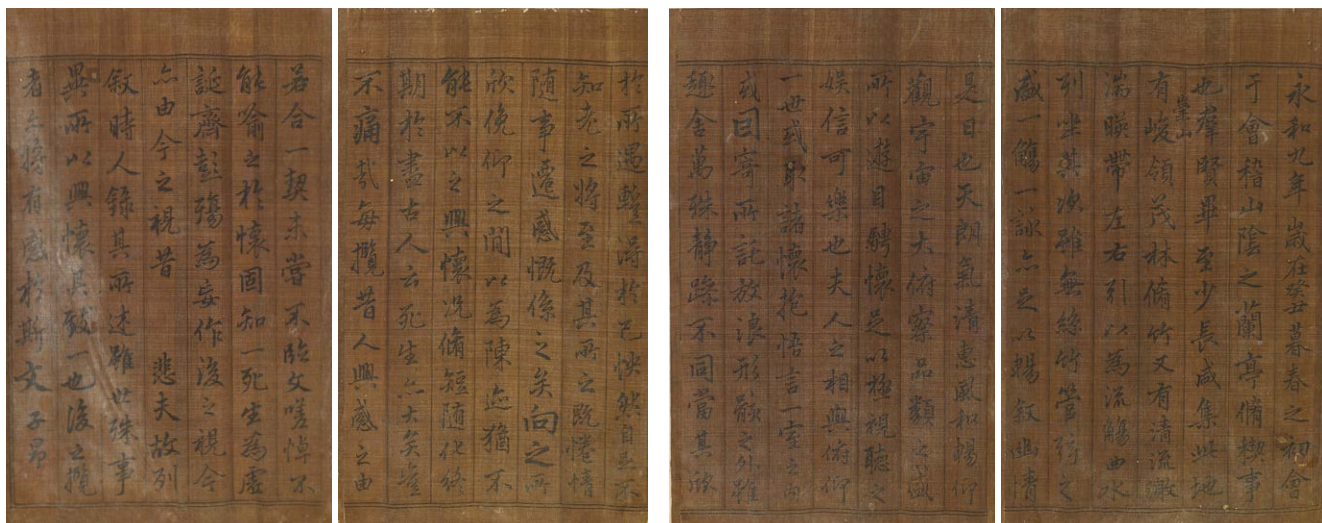 永和九年歲在癸丑暮春之初會
于會稽山陰之蘭亭脩稧事
也羣賢畢至少長咸集此地
崇山
有峻領茂林脩竹又有清流激
湍暎帶左右引以為流觴曲水
列坐其次雖無絲竹管弦之
盛一觴一詠亦足以暢敘幽情
是日也天朗氣清惠風和暢仰
觀宇宙之大俯察品類之盛
所以遊目騁懷足以極視聽之
娛信可樂也夫人之相與俯仰
一世或取諸懷抱悟言一室之內
或因寄所託放浪形骸之外雖
趣舍萬殊靜躁不同當其欣
於所遇蹔得於己怏然自足不
知老之將至及其所之既惓情
隨事遷感慨係之矣向之所
欣俛仰之閒以為陳迹猶不
能不以之興懷況脩短隨化終
期於盡古人云死生亦大矣豈
不痛哉每攬昔人興感之由
若合一契未嘗不臨文嗟悼不
能喻之於懷固知一死生為虛
誕齊彭殤為妄作後之視今
亦由今之視昔 悲夫故列
敘時人錄其所述雖世殊事
異所以興懷其致一也後之攬
者亦將有感於斯文 子昂